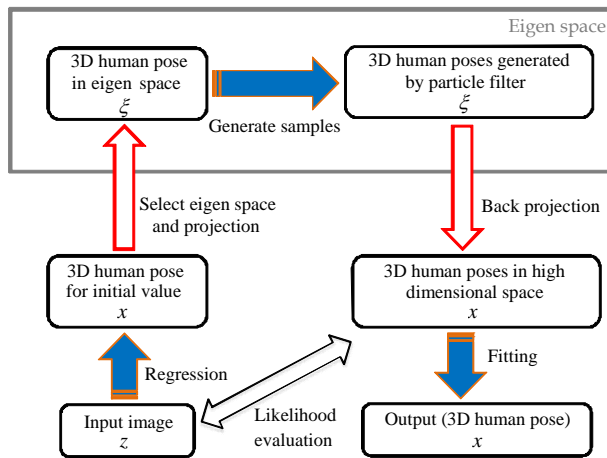 Eigen space
3D human pose
in eigen space
ξ
3D human poses generated
by particle filter
ξ
Generate samples
Select eigen space
and projection
Back projection
3D human pose
for initial value
x
3D human poses in high
dimensional space
x
Regression
Fitting
Likelihood
evaluation
Input image
z
Output (3D human pose)
x